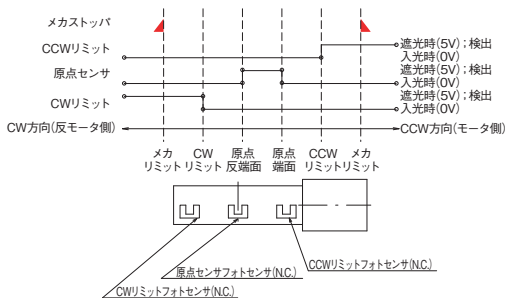 メカストッパ
CCWリミット
遮光時(5V);検出
入光時(0V)
原点センサ
遮光時(5V);検出
入光時(0V)
CWリミット
遮光時(5V);検出
入光時(0V)
CW方向(反モータ側)
CCW方向(モータ側)
メカ
リミット
CW
リミット
原点
反端面
原点
端面
CCW
リミット
メカ
リミット
CCWリミットフォトセンサ(N.C.)
原点センサフォトセンサ(N.C.)
CWリミットフォトセンサ(N.C.)